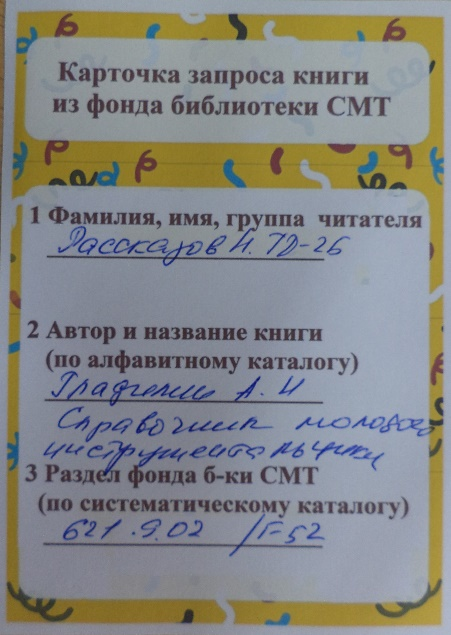 Карточка запроса книги
из фонда библиотеки СМТ
1 Фамилия, имя, группа читателя
Рассказов Н. ТД-26
2 Автор и название книги
(по алфавитному каталогу)
А. Н
Справочник молодого
инструментальщика
3 Раздел фонда б-ки СМТ
(по систематическому каталогу)
621.9.02 /Г-52